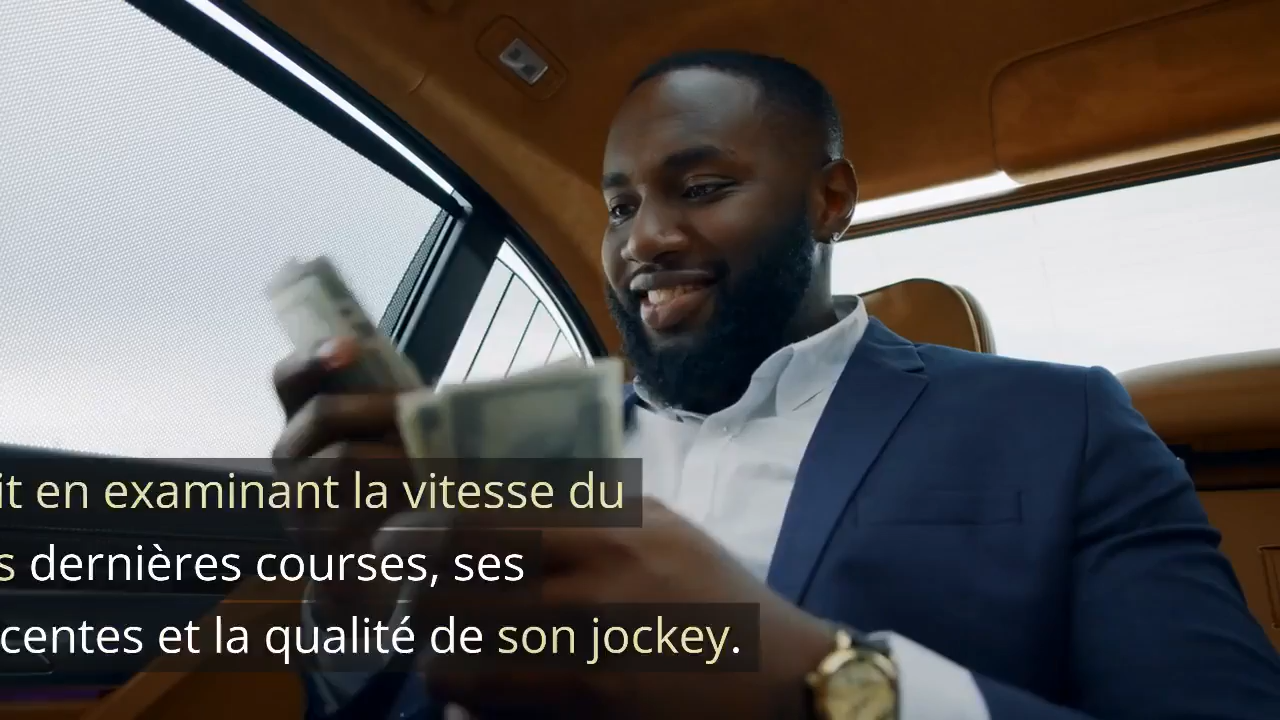 it en examinant la vitesse du
s dernières courses, ses
centes et la qualité de son jockey.